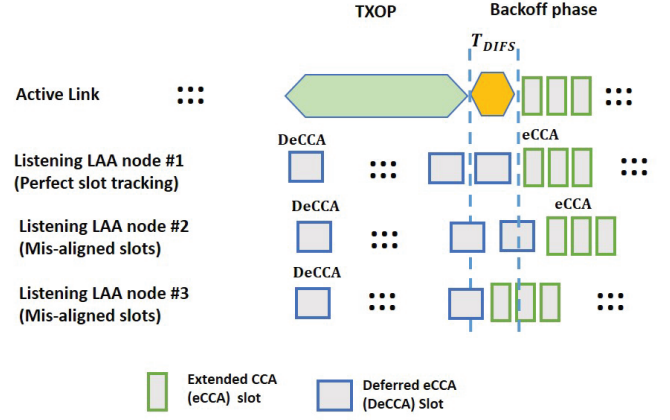 TXOP
Backoff phase
T_DIFS
Active Link
DeCCA
eCCA
Listening LAA node #1
(Perfect slot tracking)
DeCCA
eCCA
Listening LAA node #2
(Mis-aligned slots)
DeCCA
Listening LAA node #3
(Mis-aligned slots)
Extended CCA
(eCCA) slot
Deferred eCCA
(DeCCA) Slot